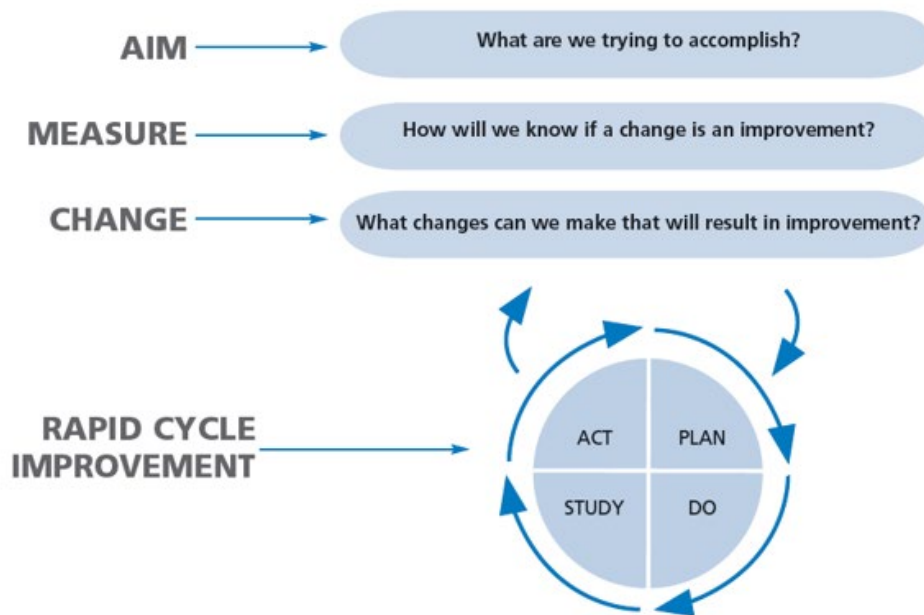 AIM
What are we trying to accomplish?
MEASURE
How will we know if a change is an improvement?
CHANGE
What changes can we make that will result in improvement?
RAPID CYCLE
IMPROVEMENT
ACT
PLAN
STUDY
DO